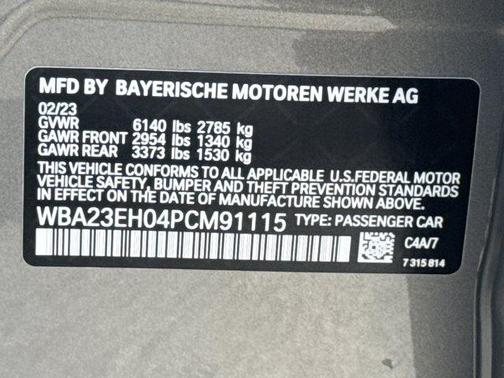 MFD BY BAYERISCHE MOTOREN WERKE AG
02/23
GVWR 6140 lbs 2785 kg
GAWR FRONT 2954 lbs 1340 kg
GAWR REAR 3373 lbs 1530 kg
THIS VEHICLE CONFORMS TO ALL APPLICABLE U.S.FEDERAL MOTOR
VEHICLE SAFETY, BUMPER AND THEFT PREVENTION STANDARDS
IN EFFECT ON THE DATE OF MANUFACTURE SHOWN ABOVE.
WBA23EH04PCM91115 TYPE: PASSENGER CAR
C4A/7
7 315 814